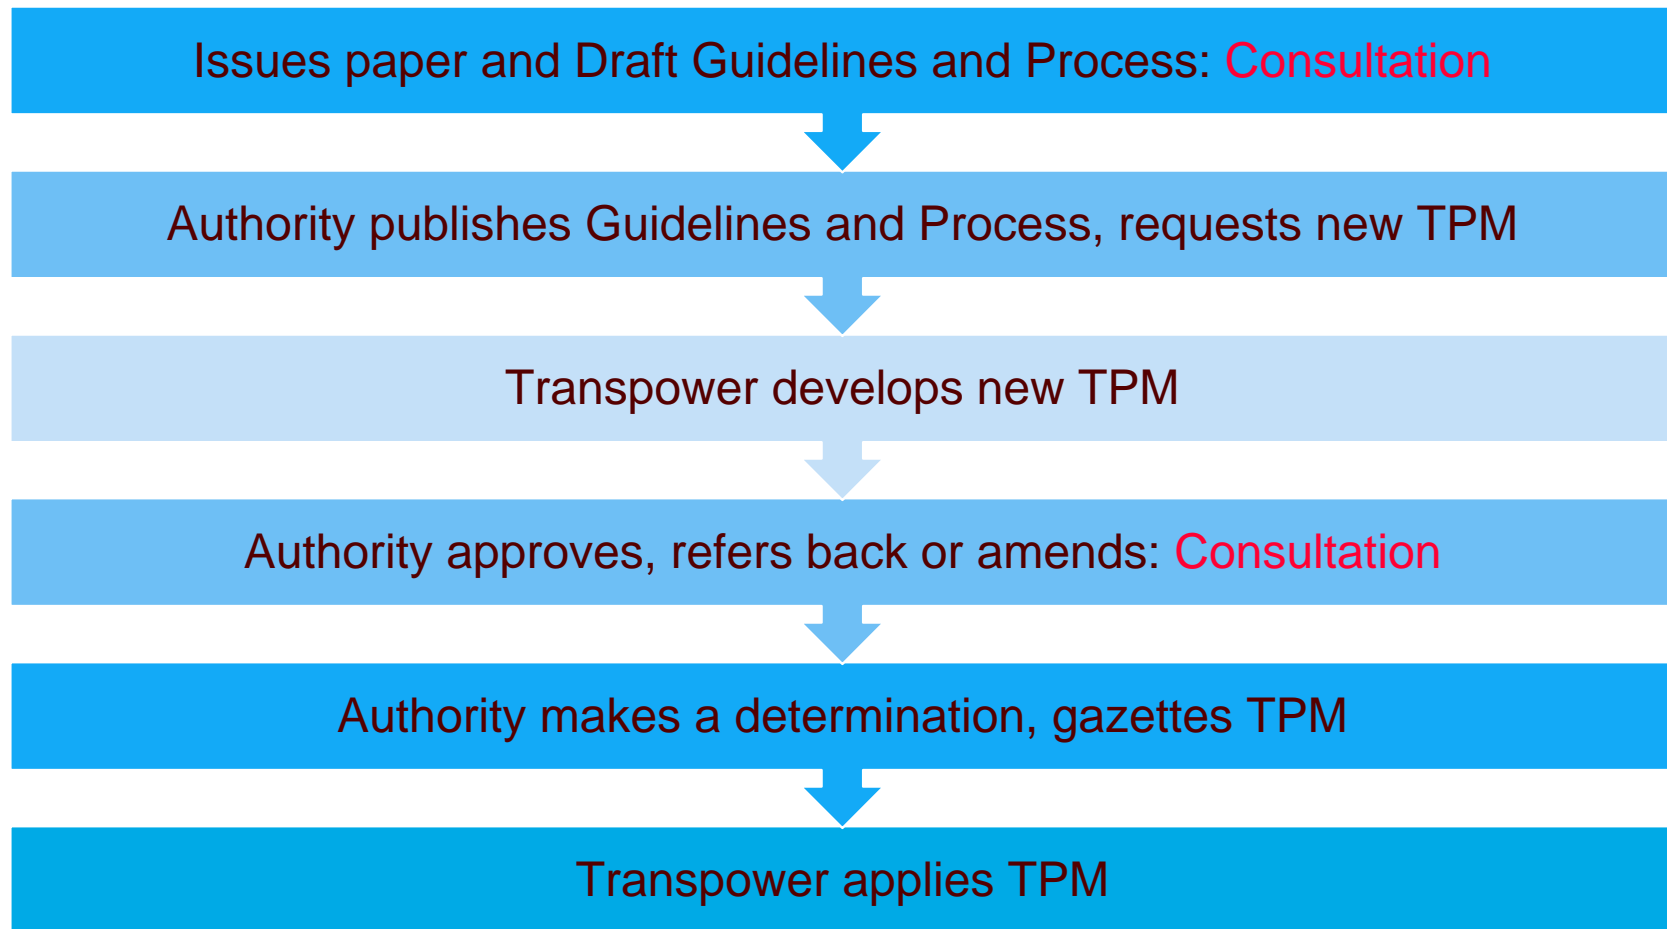 Issues paper and Draft Guidelines and Process: Consultation
Authority publishes Guidelines and Process, requests new TPM
Transpower develops new TPM
Authority approves, refers back or amends: Consultation
Authority makes a determination, gazettes TPM
Transpower applies TPM